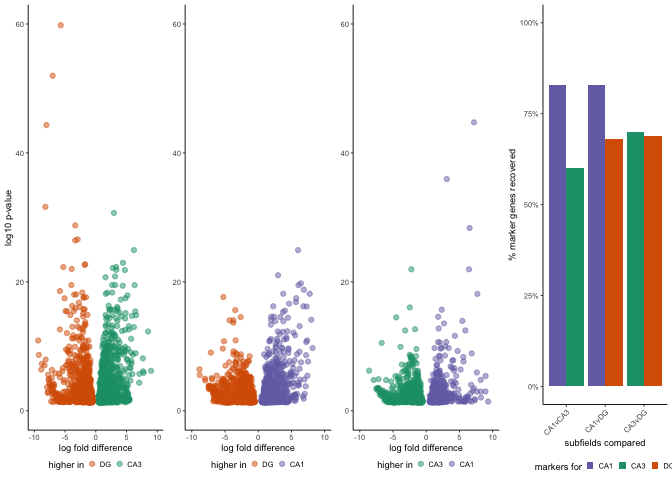 60
40
20
0
log10 p-value
-10 -5 0 5 10
log fold difference
higher in DG CA3
60
40
20
0
-10 -5 0 5 10
log fold difference
higher in DG CA1
60
40
20
0
-10 -5 0 5 10
log fold difference
higher in CA3 CA1
100%
75%
50%
25%
0%
% marker genes recovered
CA1vCA3
CA1vDG
CA3vDG
subfields compared
markers for CA1 CA3 DG